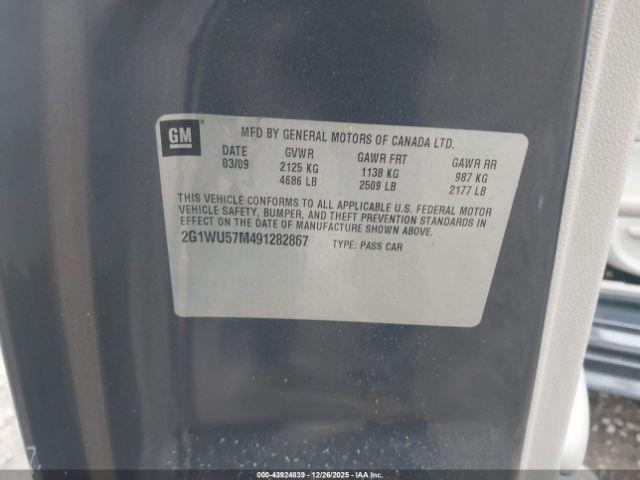 GM
MFD BY GENERAL MOTORS OF CANADA LTD.
DATE GVWR GAWR FRT GAWR RR
03/09 2125 KG 1138 KG 987 KG
4686 LB 2509 LB 2177 LB
THIS VEHICLE CONFORMS TO ALL APPLICABLE U.S. FEDERAL MOTOR
VEHICLE SAFETY, BUMPER, AND THEFT PREVENTION STANDARDS IN
EFFECT ON THE DATE OF MANUFACTURE SHOWN ABOVE.
2G1WU57M491282867 TYPE: PASS CAR
000-43924839 | 12/26/2025 | Copyright © IAA, LLC